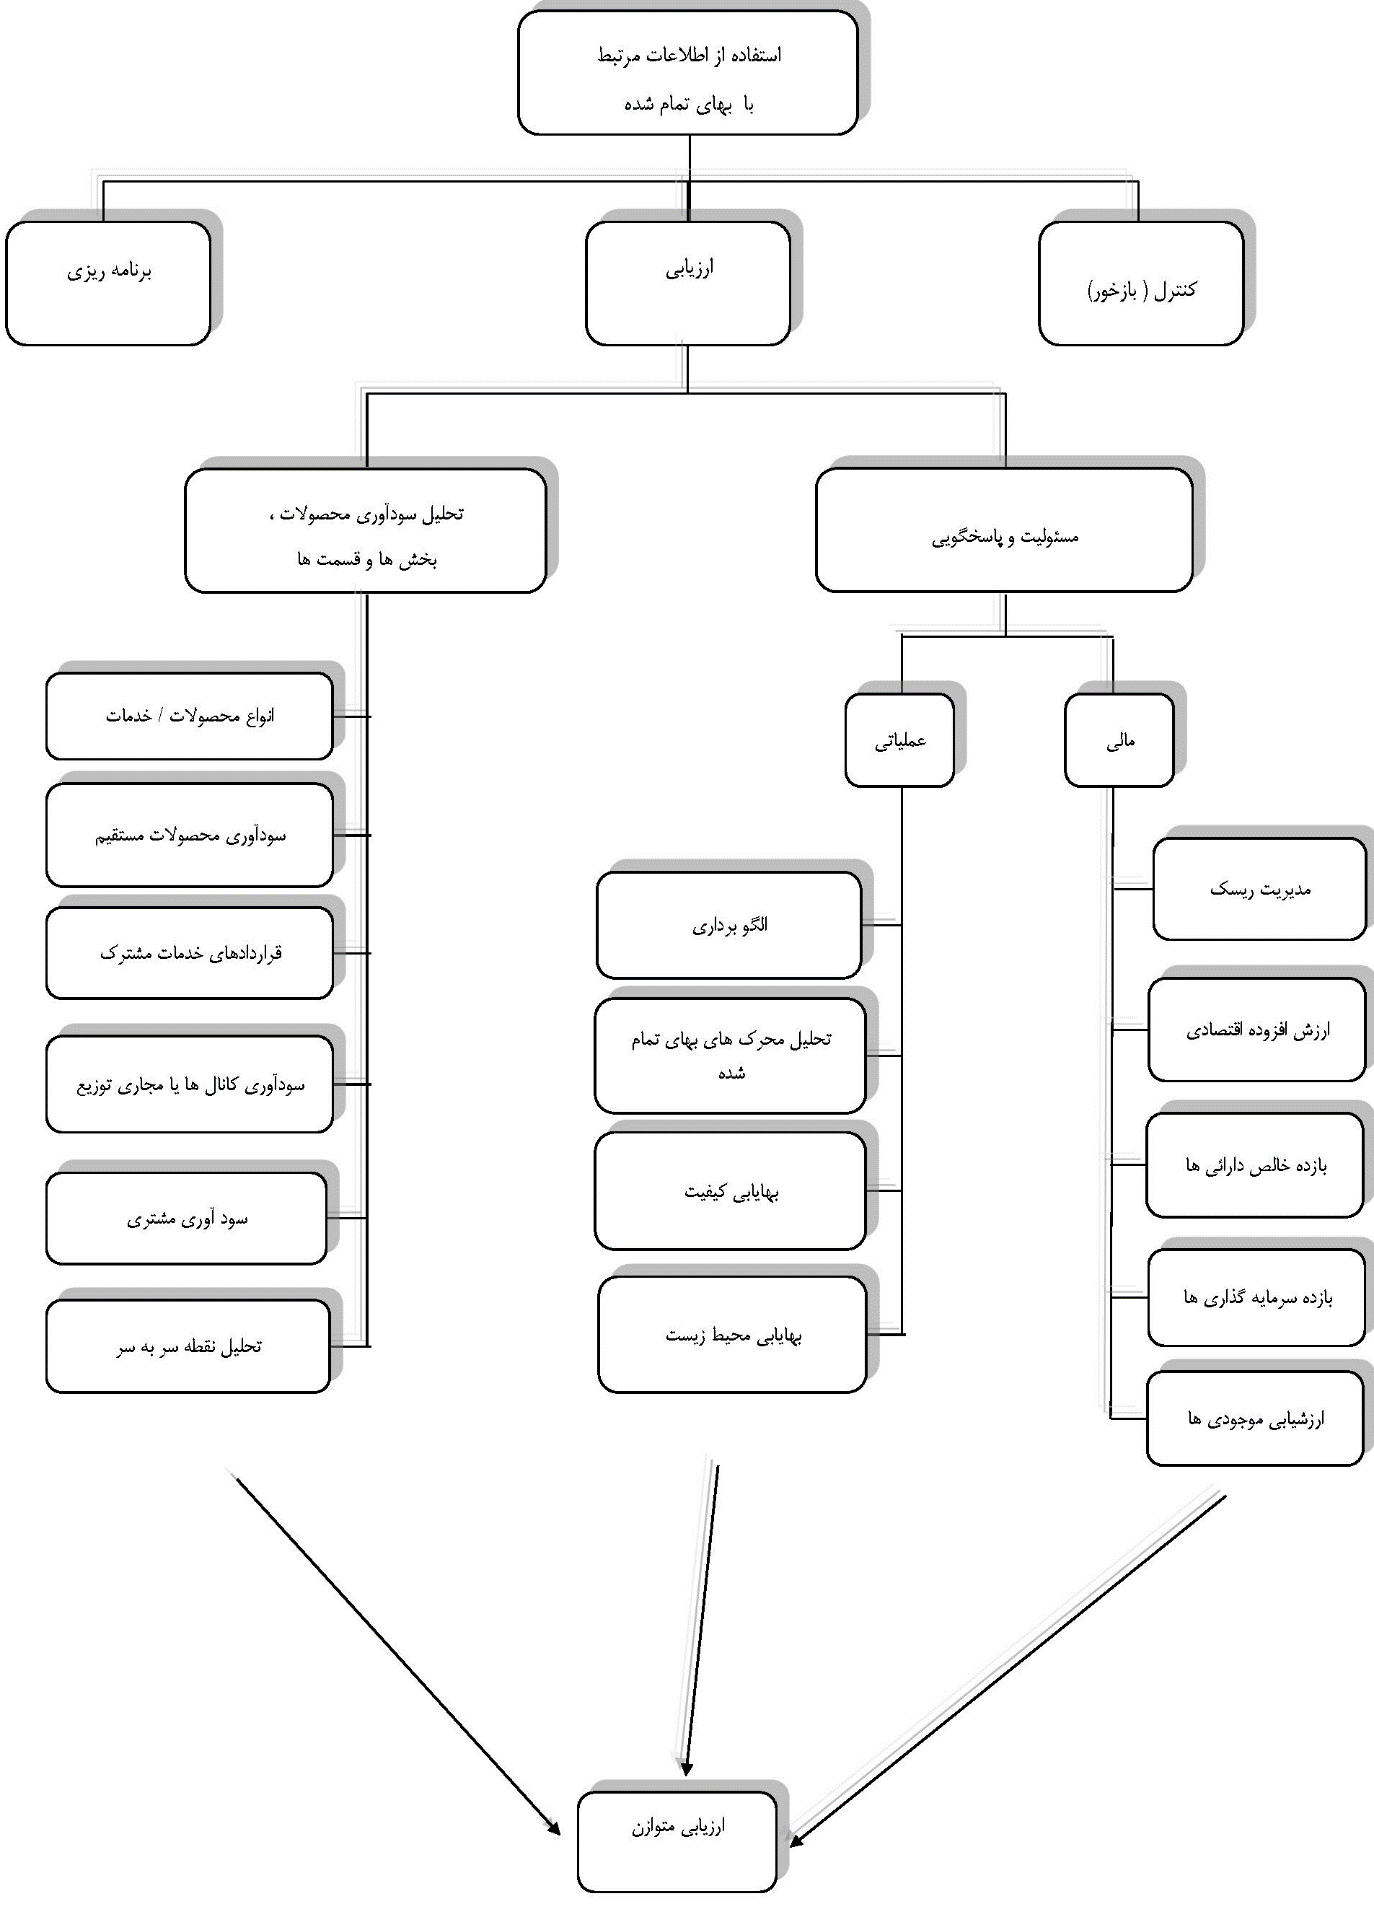 استفاده از اطلاعات مرتبط
با بهای تمام شده
کنترل ( بازخور)
ارزیابی
برنامه ریزی
مسئولیت و پاسخگویی
تحلیل سودآوری محصولات ،
بخش ها و قسمت ها
مالی
عملیاتی
مدیریت ریسک
ارزش افزوده اقتصادی
بازده خالص دارائی ها
بازده سرمایه گذاری ها
ارزشیابی موجودی ها
الگو برداری
تحلیل محرک های بهای تمام
شده
بهایابی کیفیت
بهایابی محیط زیست
انواع محصولات / خدمات
سودآوری محصولات مستقیم
قراردادهای خدمات مشترک
سودآوری کانال ها یا مجاری توزیع
سود آوری مشتری
تحلیل نقطه سر به سر
ارزیابی متوازن